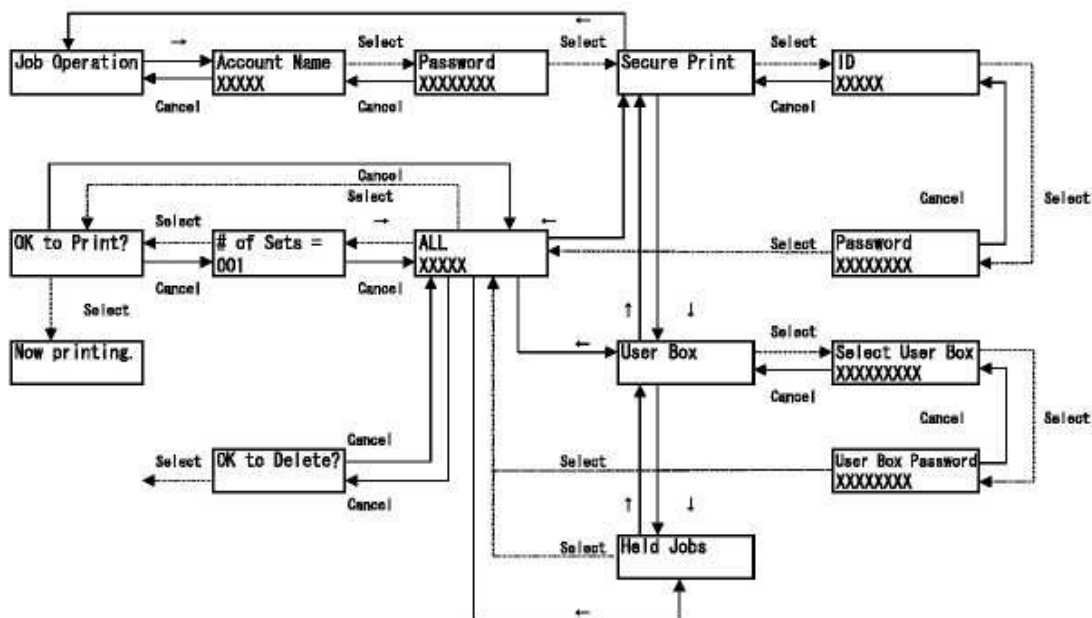 ←
→
Select
Select
Select
Job Operation
Account Name
XXXXX
Password
XXXXXXXX
Secure Print
ID
XXXXX
Cancel
Cancel
Cancel
Cancel
Select
Select
→
←
Cancel
Select
OK to Print?
# of Sets =
001
ALL
XXXXX
Select
Password
XXXXXXXX
Cancel
Cancel
Select
↑
↓
Select
←
Now printing.
User Box
Select User Box
XXXXXXXXX
Cancel
Cancel
Select
Cancel
Select
OK to Delete?
Select
User Box Password
XXXXXXXX
Cancel
↑
↓
Select
Held Jobs
←